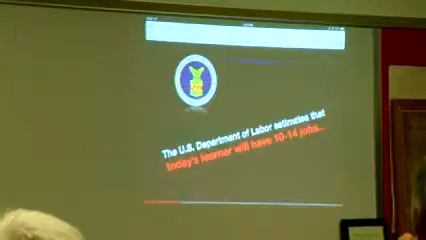 The U.S. Department of Labor estimates that
today's learner will have 10-14 jobs...